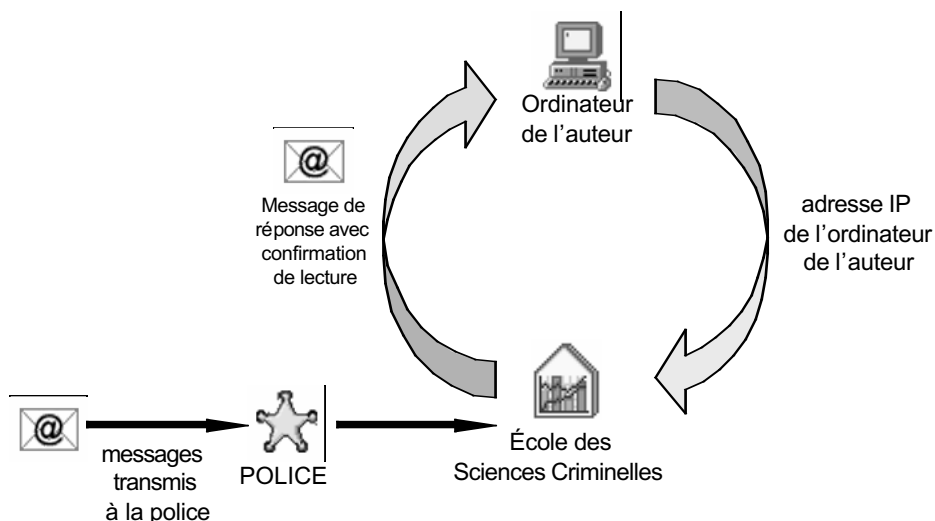 Ordinateur
de l'auteur
@
Message de
réponse avec
confirmation
de lecture
adresse IP
de l'ordinateur
de l'auteur
@
messages
transmis
à la police
POLICE
École des
Sciences Criminelles